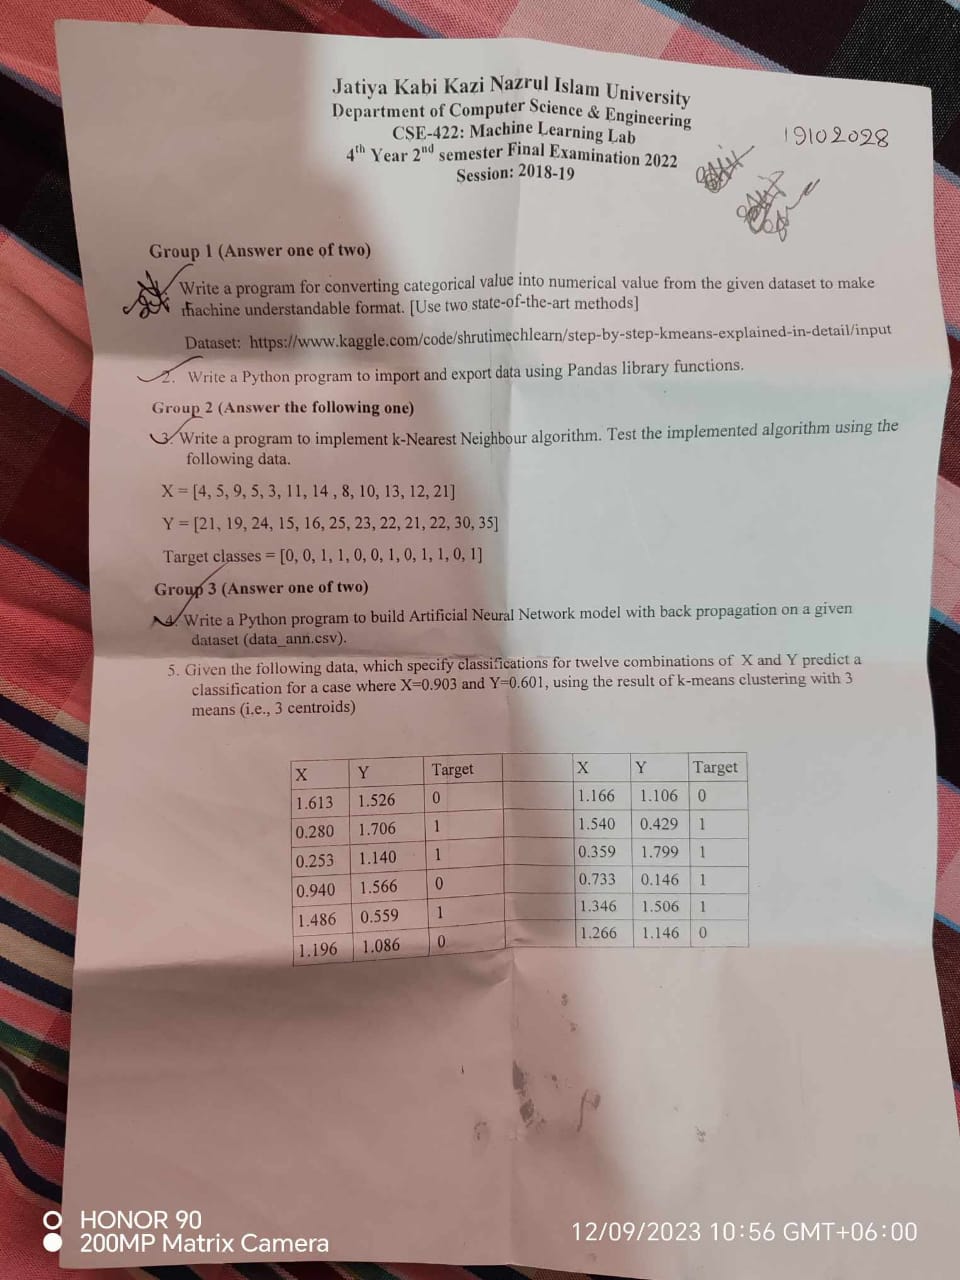 Jatiya Kabi Kazi Nazrul Islam University
Department of Computer Science & Engineering
CSE-422: Machine Learning Lab
4th Year 2nd semester Final Examination 2022
Session: 2018-19
19102028
Group 1 (Answer one of two)
Write a program for converting categorical value into numerical value from the given dataset to make
machine understandable format. [Use two state-of-the-art methods]
Dataset: https://www.kaggle.com/code/shrutimechlearn/step-by-step-kmeans-explained-in-detail/input
2. Write a Python program to import and export data using Pandas library functions.
Group 2 (Answer the following one)
3. Write a program to implement k-Nearest Neighbour algorithm. Test the implemented algorithm using the
following data.
X = [4, 5, 9, 5, 3, 11, 14 , 8, 10, 13, 12, 21]
Y = [21, 19, 24, 15, 16, 25, 23, 22, 21, 22, 30, 35]
Target classes = [0, 0, 1, 1, 0, 0, 1, 0, 1, 1, 0, 1]
Group 3 (Answer one of two)
4. Write a Python program to build Artificial Neural Network model with back propagation on a given
dataset (data_ann.csv).
5. Given the following data, which specify classifications for twelve combinations of X and Y predict a
classification for a case where X=0.903 and Y=0.601, using the result of k-means clustering with 3
means (i.e., 3 centroids)
X Y Target X Y Target
1.613 1.526 0 1.166 1.106 0
0.280 1.706 1 1.540 0.429 1
0.253 1.140 1 0.359 1.799 1
0.940 1.566 0 0.733 0.146 1
1.486 0.559 1 1.346 1.506 1
1.196 1.086 0 1.266 1.146 0
HONOR 90
200MP Matrix Camera
12/09/2023 10:56 GMT+06:00